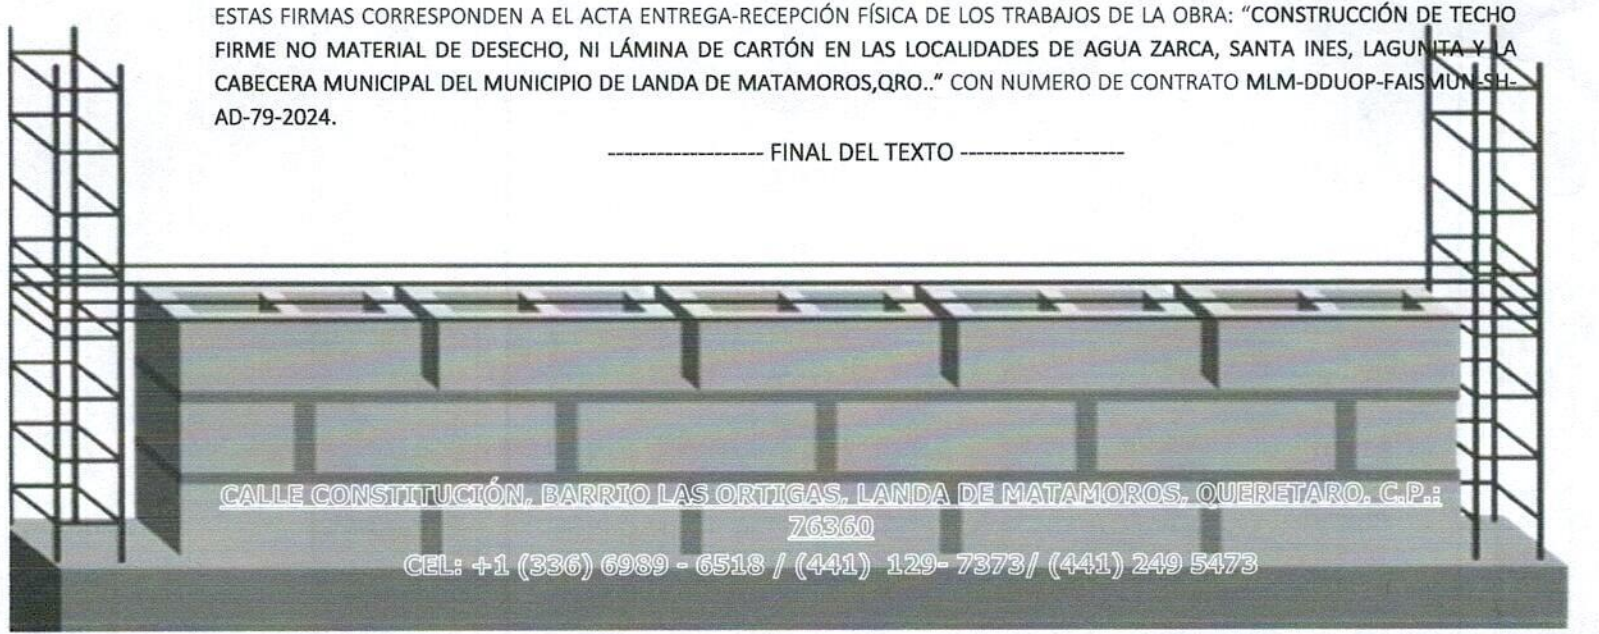 ESTAS FIRMAS CORRESPONDEN A EL ACTA ENTREGA-RECEPCIÓN FÍSICA DE LOS TRABAJOS DE LA OBRA: "CONSTRUCCIÓN DE TECHO
FIRME NO MATERIAL DE DESECHO, NI LÁMINA DE CARTÓN EN LAS LOCALIDADES DE AGUA ZARCA, SANTA INES, LAGUNITA Y LA
CABECERA MUNICIPAL DEL MUNICIPIO DE LANDA DE MATAMOROS,QRO.." CON NUMERO DE CONTRATO MLM-DDUOP-FAISMUN-SH-
AD-79-2024.
------------------- FINAL DEL TEXTO --------------------
CALLE CONSTITUCIÓN, BARRIO LAS ORTIGAS, LANDA DE MATAMOROS, QUERETARO. C.P.:
76360
CEL: +1 (336) 6989 - 6518 / (441) 129- 7373/ (441) 249 5473